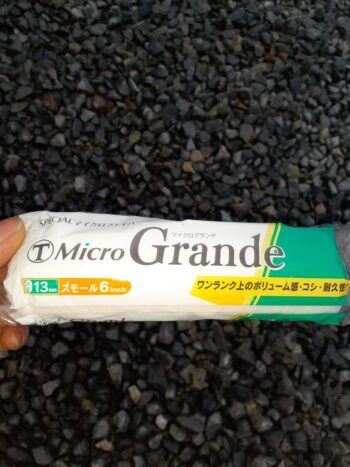 SPECIAL マイクロファイバー
マイクログランデ
T Micro Grande
13mm スモール 6inch
ワンランク上のボリューム感・コシ・耐久性